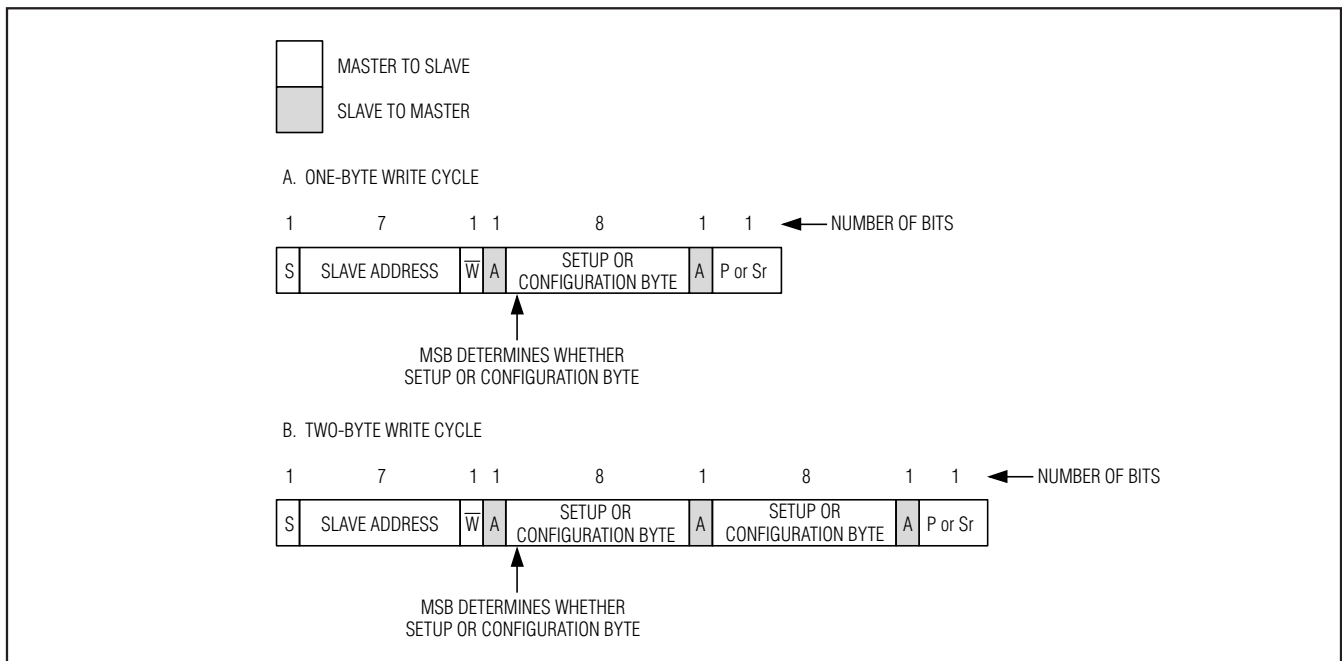 MASTER TO SLAVE
SLAVE TO MASTER
A. ONE-BYTE WRITE CYCLE
1 7 1 1 8 1 1 NUMBER OF BITS
S SLAVE ADDRESS W̅ A SETUP OR CONFIGURATION BYTE A P or Sr
MSB DETERMINES WHETHER
SETUP OR CONFIGURATION BYTE
B. TWO-BYTE WRITE CYCLE
1 7 1 1 8 1 8 1 1 NUMBER OF BITS
S SLAVE ADDRESS W̅ A SETUP OR CONFIGURATION BYTE A SETUP OR CONFIGURATION BYTE A P or Sr
MSB DETERMINES WHETHER
SETUP OR CONFIGURATION BYTE